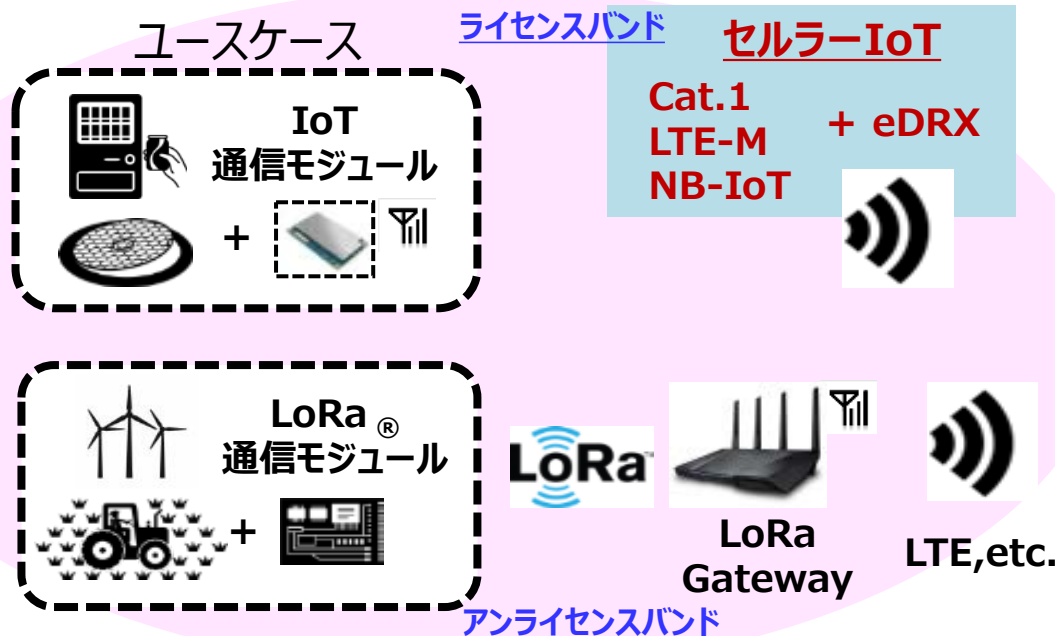 ユースケース
ライセンスバンド
セルラーIoT
Cat.1
LTE-M
NB-IoT
+ eDRX
IoT
通信モジュール
+
LoRa ®
通信モジュール
+
LoRa™
LoRa
Gateway
LTE,etc.
アンライセンスバンド